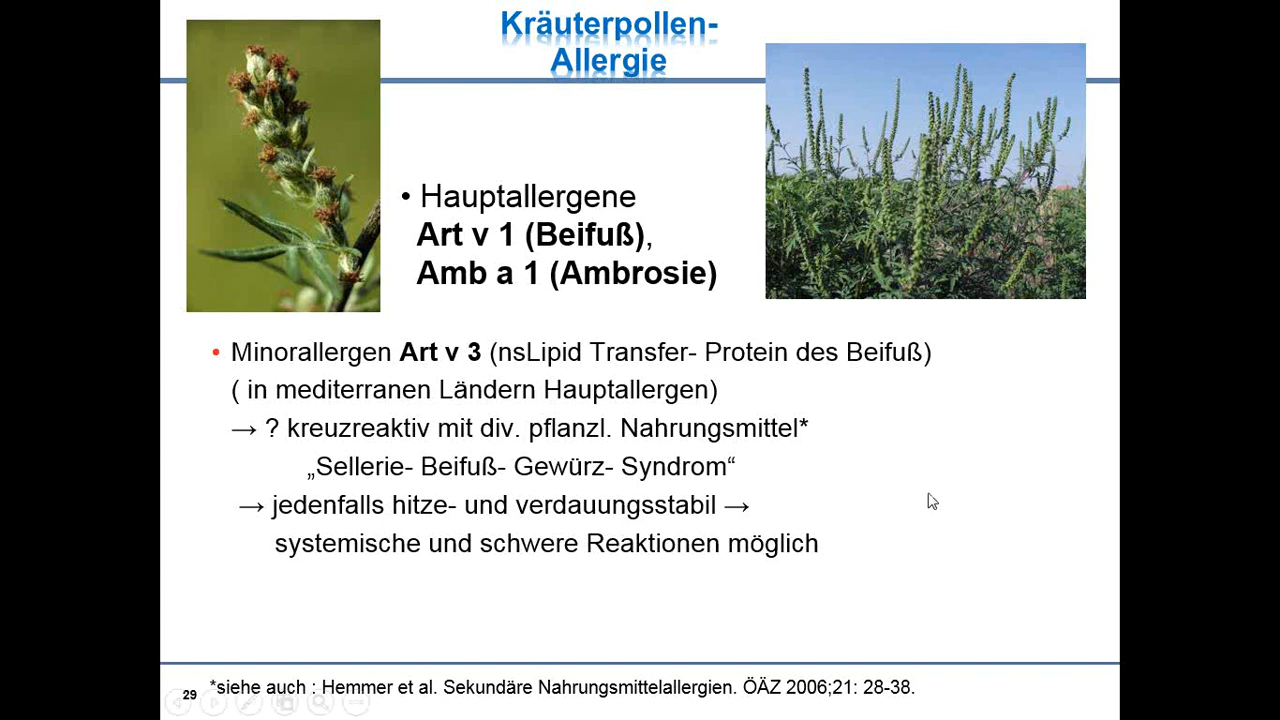 Kräuterpollen-
Allergie
• Hauptallergene
Art v 1 (Beifuß),
Amb a 1 (Ambrosie)
• Minorallergen Art v 3 (nsLipid Transfer- Protein des Beifuß)
( in mediterranen Ländern Hauptallergen)
→ ? kreuzreaktiv mit div. pflanzl. Nahrungsmittel*
„Sellerie- Beifuß- Gewürz- Syndrom“
→ jedenfalls hitze- und verdauungsstabil →
systemische und schwere Reaktionen möglich
29 *siehe auch : Hemmer et al. Sekundäre Nahrungsmittelallergien. ÖÄZ 2006;21: 28-38.